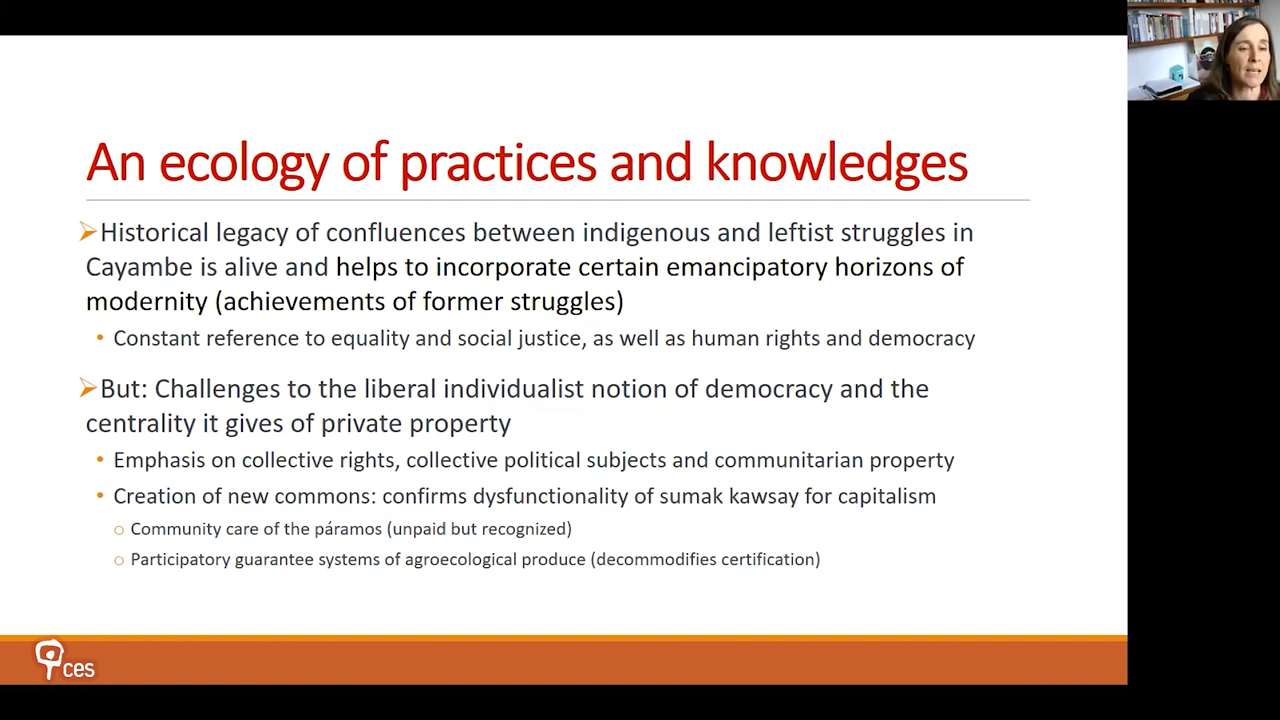 An ecology of practices and knowledges
Historical legacy of confluences between indigenous and leftist struggles in
Cayambe is alive and helps to incorporate certain emancipatory horizons of
modernity (achievements of former struggles)
• Constant reference to equality and social justice, as well as human rights and democracy
But: Challenges to the liberal individualist notion of democracy and the
centrality it gives of private property
• Emphasis on collective rights, collective political subjects and communitarian property
• Creation of new commons: confirms dysfunctionality of sumak kawsay for capitalism
o Community care of the páramos (unpaid but recognized)
o Participatory guarantee systems of agroecological produce (decommodifies certification)
ces